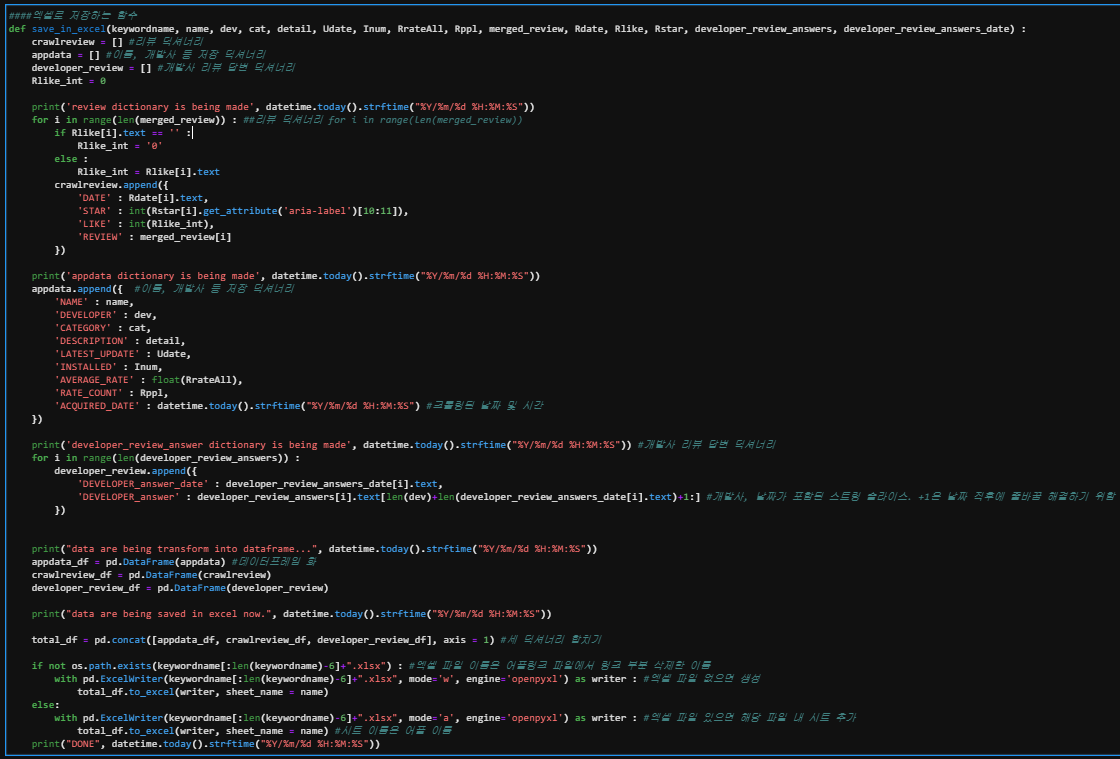 ####엑셀로 저장하는 함수
def save_in_excel(keywordname, name, dev, cat, detail, Udate, Inum, RrateAll, Rppl, merged_review, Rdate, Rlike, Rstar, developer_review_answers, developer_review_answers_date) :
    crawlreview = [] #리뷰 딕셔너리
    appdata = [] #이름, 개발사 등 저장 딕셔너리
    developer_review = [] #개발사 리뷰 답변 딕셔너리
    Rlike_int = 0
    print('review dictionary is being made', datetime.today().strftime("%Y/%m/%d %H:%M:%S"))
    for i in range(len(merged_review)) : ##리뷰 딕셔너리 for i in range(len(merged_review))
        if Rlike[i].text == '' :
            Rlike_int = '0'
        else :
            Rlike_int = Rlike[i].text
        crawlreview.append({
            'DATE' : Rdate[i].text,
            'STAR' : int(Rstar[i].get_attribute('aria-label')[10:11]),
            'LIKE' : int(Rlike_int),
            'REVIEW' : merged_review[i]
        })
    print('appdata dictionary is being made', datetime.today().strftime("%Y/%m/%d %H:%M:%S"))
    appdata.append({  #이름, 개발사 등 저장 딕셔너리
        'NAME' : name,
        'DEVELOPER' : dev,
        'CATEGORY' : cat,
        'DESCRIPTION' : detail,
        'LATEST_UPDATE' : Udate,
        'INSTALLED' : Inum,
        'AVERAGE_RATE' : float(RrateAll),
        'RATE_COUNT' : Rppl,
        'ACQUIRED_DATE' : datetime.today().strftime("%Y/%m/%d %H:%M:%S") #크롤링된 날짜 및 시간
    })
    print('developer_review_answer dictionary is being made', datetime.today().strftime("%Y/%m/%d %H:%M:%S")) #개발사 리뷰 답변 딕셔너리
    for i in range(len(developer_review_answers)) :
        developer_review.append({
            'DEVELOPER_answer_date' : developer_review_answers_date[i].text,
            'DEVELOPER_answer' : developer_review_answers[i].text[len(dev)+len(developer_review_answers_date[i].text)+1:] #개발사, 날짜가 포함된 스트링 슬라이스. +1은 날짜 직후에 줄바꿈 해결하기 위함
        })
    print("data are being transform into dataframe...", datetime.today().strftime("%Y/%m/%d %H:%M:%S"))
    appdata_df = pd.DataFrame(appdata) #데이터프레임 화
    crawlreview_df = pd.DataFrame(crawlreview)
    developer_review_df = pd.DataFrame(developer_review)
    print("data are being saved in excel now.", datetime.today().strftime("%Y/%m/%d %H:%M:%S"))
    total_df = pd.concat([appdata_df, crawlreview_df, developer_review_df], axis = 1) #세 딕셔너리 합치기
    if not os.path.exists(keywordname[:len(keywordname)-6]+".xlsx") : #엑셀 파일 이름은 어플링크 파일에서 링크 부분 삭제한 이름
        with pd.ExcelWriter(keywordname[:len(keywordname)-6]+".xlsx", mode='w', engine='openpyxl') as writer : #엑셀 파일 없으면 생성
            total_df.to_excel(writer, sheet_name = name)
    else:
        with pd.ExcelWriter(keywordname[:len(keywordname)-6]+".xlsx", mode='a', engine='openpyxl') as writer : #엑셀 파일 있으면 해당 파일 내 시트 추가
            total_df.to_excel(writer, sheet_name = name) #시트 이름은 어플 이름
    print("DONE", datetime.today().strftime("%Y/%m/%d %H:%M:%S"))